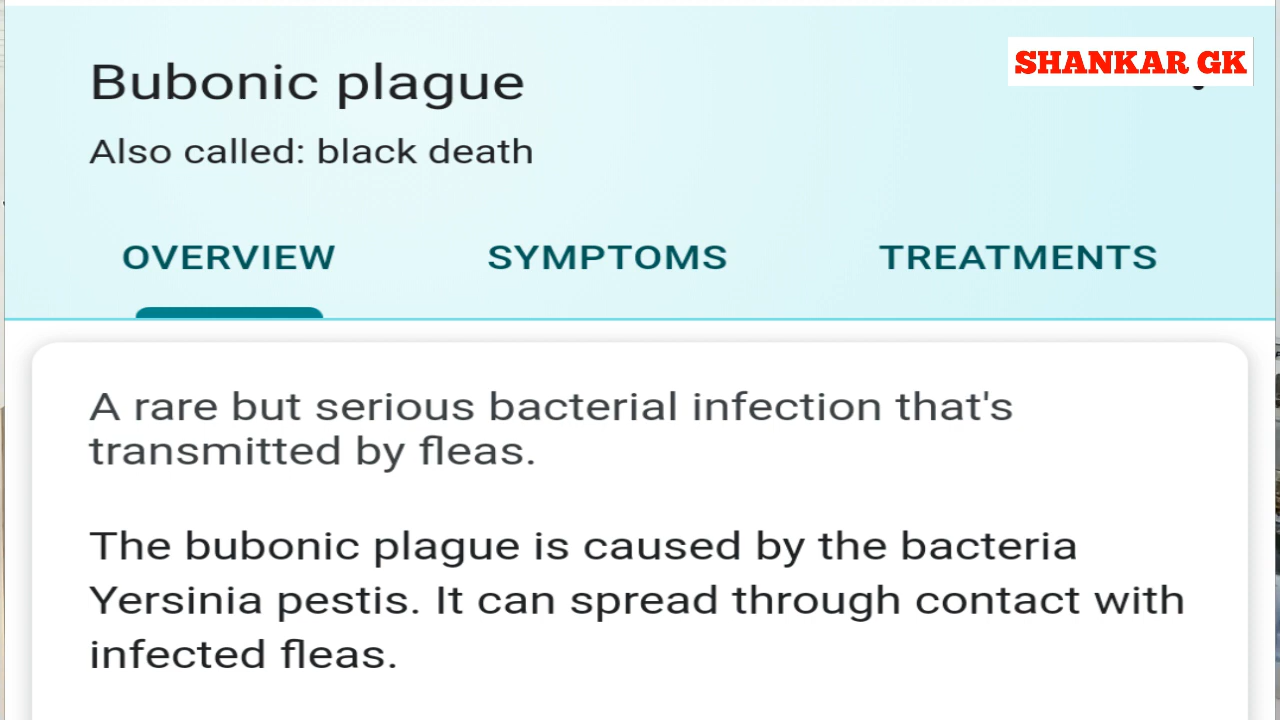 Bubonic plague
SHANKAR GK
Also called: black death
OVERVIEW SYMPTOMS TREATMENTS
A rare but serious bacterial infection that's
transmitted by fleas.
The bubonic plague is caused by the bacteria
Yersinia pestis. It can spread through contact with
infected fleas.